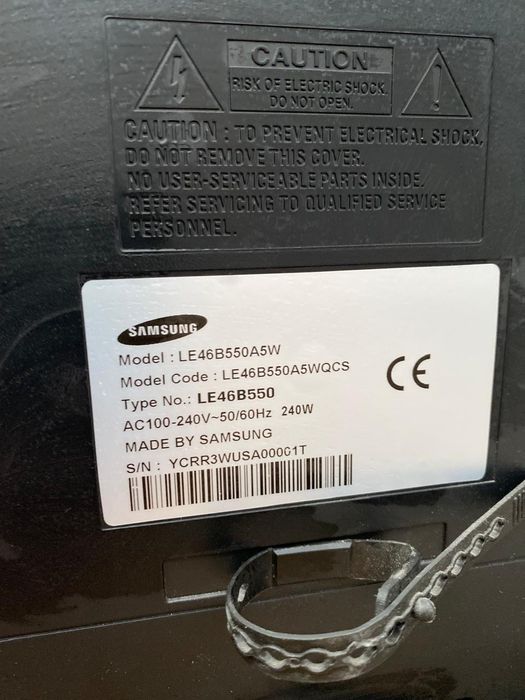 CAUTION
RISK OF ELECTRIC SHOCK.
DO NOT OPEN.
CAUTION : TO PREVENT ELECTRICAL SHOCK,
DO NOT REMOVE THIS COVER.
NO USER-SERVICEABLE PARTS INSIDE.
REFER SERVICING TO QUALIFIED SERVICE
PERSONNEL.
SAMSUNG
Model : LE46B550A5W
Model Code : LE46B550A5WQCS
Type No.: LE46B550
AC100-240V~50/60Hz 240W
MADE BY SAMSUNG
S/N : YCRR3WUSA00001T
CE